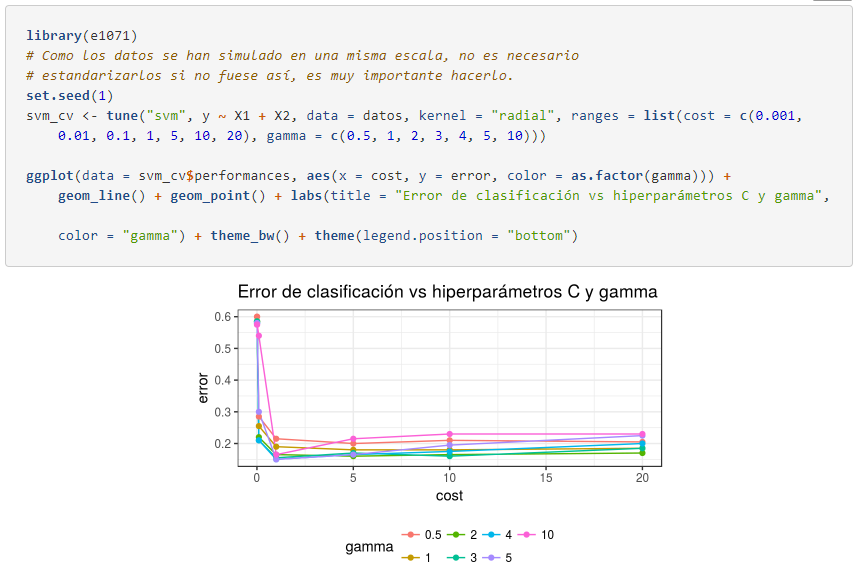 library(e1071)
# Como los datos se han simulado en una misma escala, no es necesario
# estandarizarlos si no fuese así, es muy importante hacerlo.
set.seed(1)
svm_cv <- tune("svm", y ~ X1 + X2, data = datos, kernel = "radial", ranges = list(cost = c(0.001,
0.01, 0.1, 1, 5, 10, 20), gamma = c(0.5, 1, 2, 3, 4, 5, 10)))
ggplot(data = svm_cv$performances, aes(x = cost, y = error, color = as.factor(gamma))) +
geom_line() + geom_point() + labs(title = "Error de clasificación vs hiperparámetros C y gamma",
color = "gamma") + theme_bw() + theme(legend.position = "bottom")
Error de clasificación vs hiperparámetros C y gamma
0.6
0.5
0.4
0.3
0.2
error
0 5 10 15 20
cost
gamma
0.5 2 4 10
1 3 5